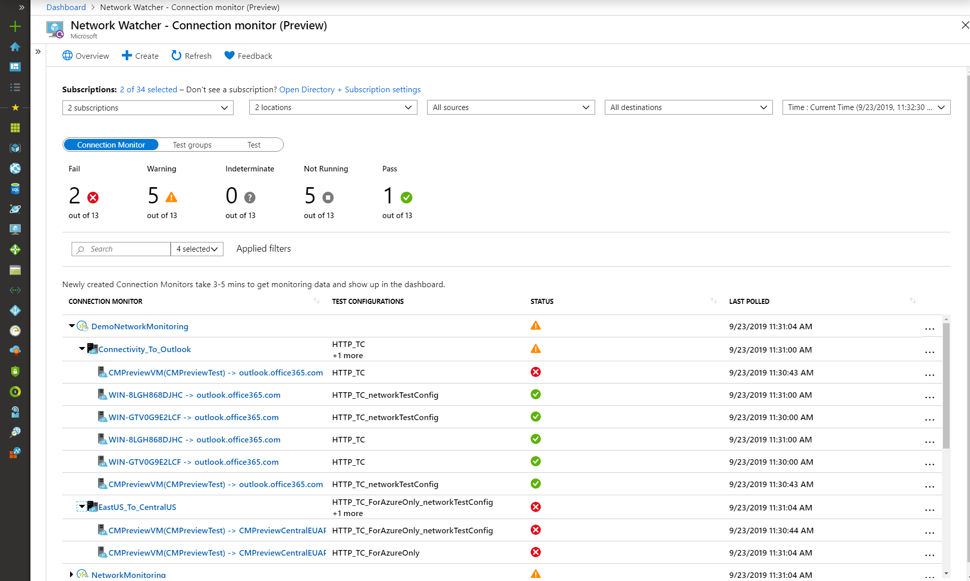 Dashboard > Network Watcher - Connection monitor (Preview)
Network Watcher - Connection monitor (Preview)
Microsoft
Overview Create Refresh Feedback
Subscriptions: 2 of 34 selected – Don't see a subscription? Open Directory + Subscription settings
2 subscriptions 2 locations All sources All destinations Time : Current Time (9/23/2019, 11:32:30 ...
Connection Monitor Test groups Test
Fail Warning Indeterminate Not Running Pass
2 5 0 5 1
out of 13 out of 13 out of 13 out of 13 out of 13
Search 4 selected Applied filters
Newly created Connection Monitors take 3-5 mins to get monitoring data and show up in the dashboard.
CONNECTION MONITOR TEST CONFIGURATIONS STATUS LAST POLLED
DemoNetworkMonitoring 9/23/2019 11:31:04 AM ...
Connectivity_To_Outlook HTTP_TC 9/23/2019 11:31:00 AM ...
+1 more
CMPreviewVM(CMPreviewTest) -> outlook.office365.com HTTP_TC 9/23/2019 11:30:43 AM ...
WIN-8LGH868DJHC -> outlook.office365.com HTTP_TC_networkTestConfig 9/23/2019 11:31:00 AM ...
WIN-GTV0G9E2LCF -> outlook.office365.com HTTP_TC_networkTestConfig 9/23/2019 11:30:00 AM ...
WIN-8LGH868DJHC -> outlook.office365.com HTTP_TC 9/23/2019 11:31:00 AM ...
WIN-GTV0G9E2LCF -> outlook.office365.com HTTP_TC 9/23/2019 11:30:00 AM ...
CMPreviewVM(CMPreviewTest) -> outlook.office365.com HTTP_TC_networkTestConfig 9/23/2019 11:30:43 AM ...
EastUS_To_CentralUS HTTP_TC_ForAzureOnly_networkTestConfig 9/23/2019 11:31:04 AM ...
+1 more
CMPreviewVM(CMPreviewTest) -> CMPreviewCentralEUAP HTTP_TC_ForAzureOnly_networkTestConfig 9/23/2019 11:30:44 AM ...
CMPreviewVM(CMPreviewTest) -> CMPreviewCentralEUAP HTTP_TC_ForAzureOnly 9/23/2019 11:31:04 AM ...
NetworkMonitoring 9/23/2019 11:31:04 AM ...